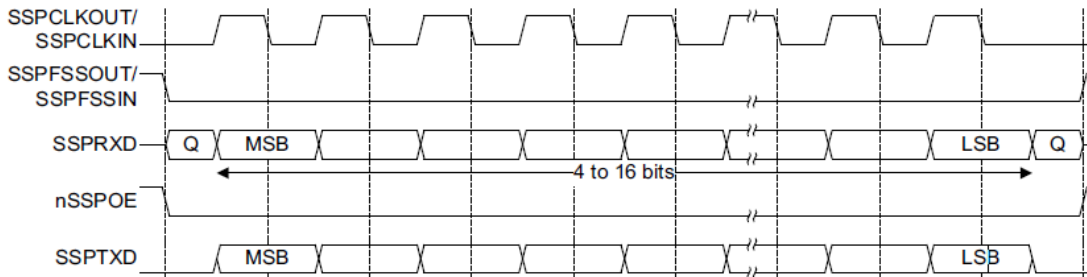 SSPCLKOUT/
SSPCLKIN
SSPFSSOUT/
SSPFSSIN
SSPRXD Q MSB LSB Q
4 to 16 bits
nSSPOE
SSPTXD MSB LSB